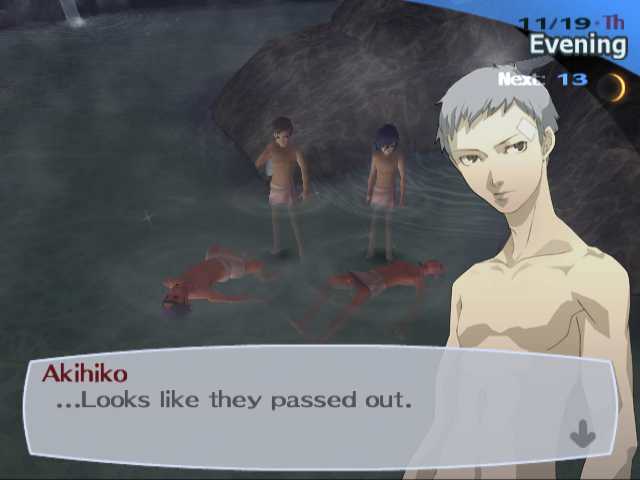 11/19・Th
Evening
Next: 13
Akihiko
...Looks like they passed out.